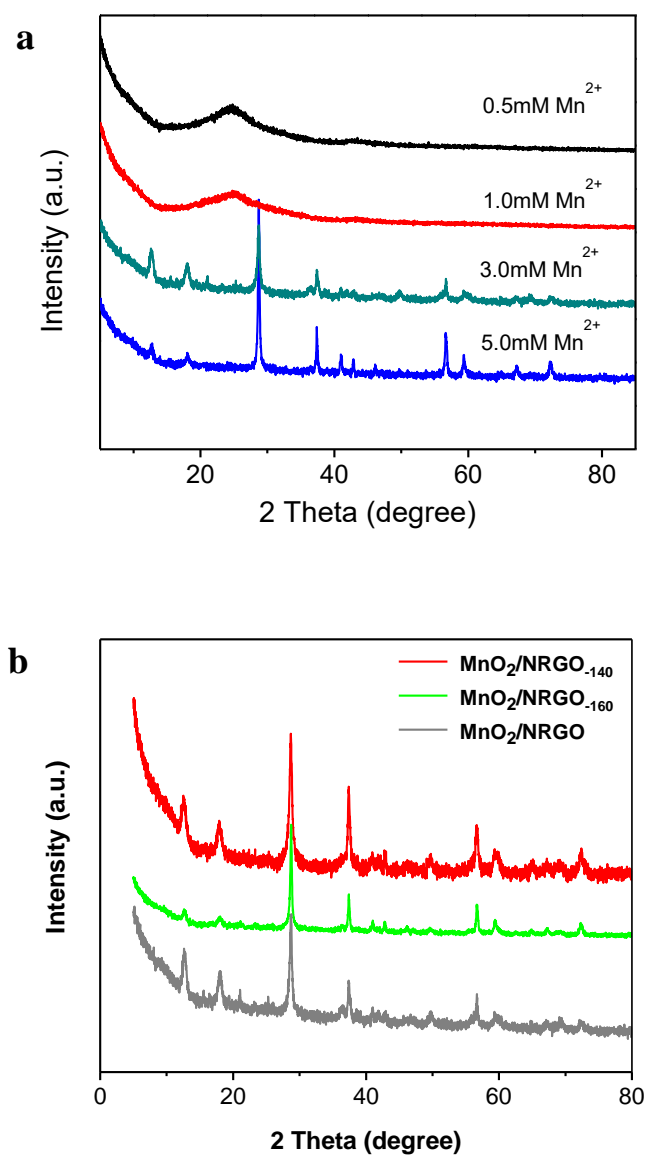 a
0.5mM Mn²⁺
1.0mM Mn²⁺
3.0mM Mn²⁺
5.0mM Mn²⁺
Intensity (a.u.)
20 40 60 80
2 Theta (degree)
b
MnO₂/NRGO₋₁₄₀
MnO₂/NRGO₋₁₆₀
MnO₂/NRGO
Intensity (a.u.)
0 20 40 60 80
2 Theta (degree)